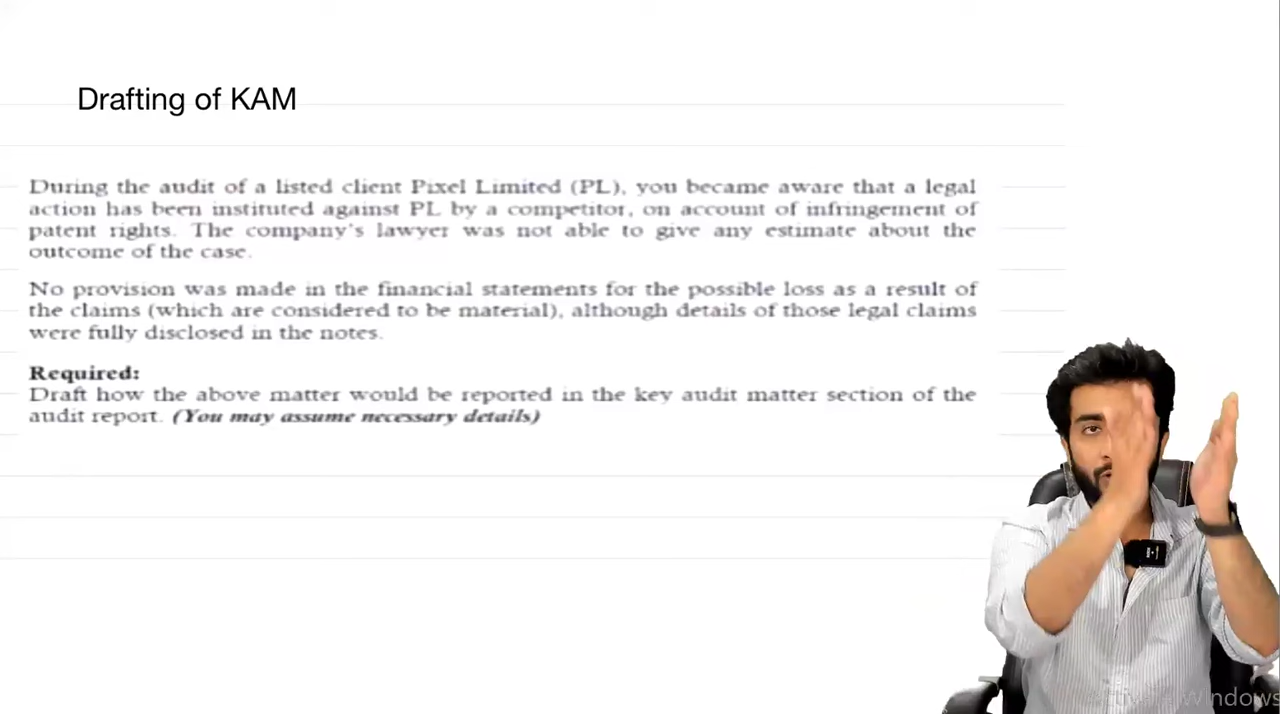 Drafting of KAM
During the audit of a listed client Pixel Limited (PL), you became aware that a legal
action has been instituted against PL by a competitor, on account of infringement of
patent rights. The company's lawyer was not able to give any estimate about the
outcome of the case.
No provision was made in the financial statements for the possible loss as a result of
the claims (which are considered to be material), although details of those legal claims
were fully disclosed in the notes.
Required:
Draft how the above matter would be reported in the key audit matter section of the
audit report. (You may assume necessary details)
Windows